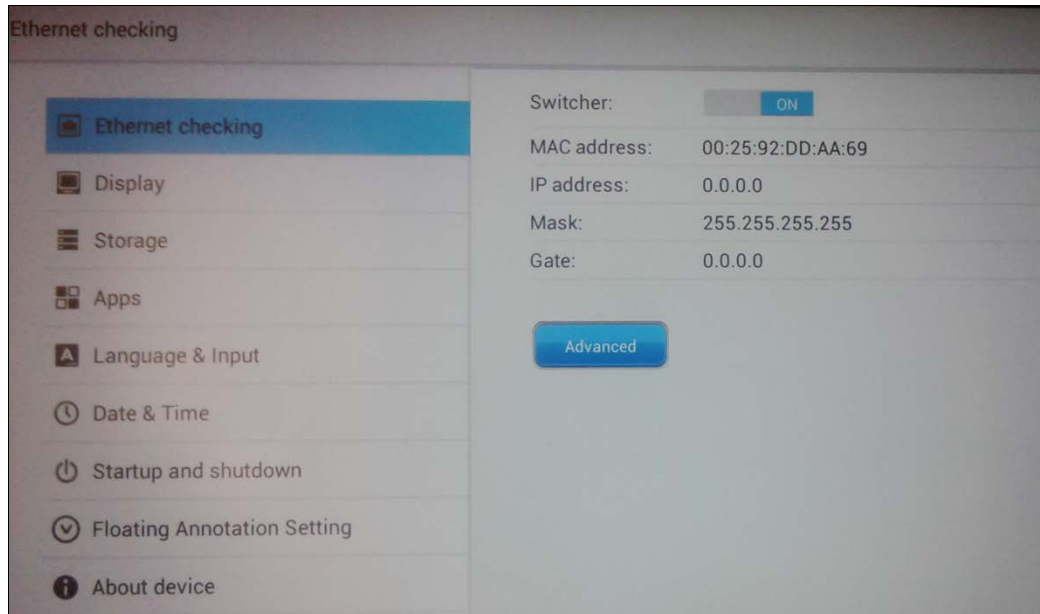 Ethernet checking
Ethernet checking
Display
Storage
Apps
Language & Input
Date & Time
Startup and shutdown
Floating Annotation Setting
About device
Switcher: ON
MAC address: 00:25:92:DD:AA:69
IP address: 0.0.0.0
Mask: 255.255.255.255
Gate: 0.0.0.0
Advanced